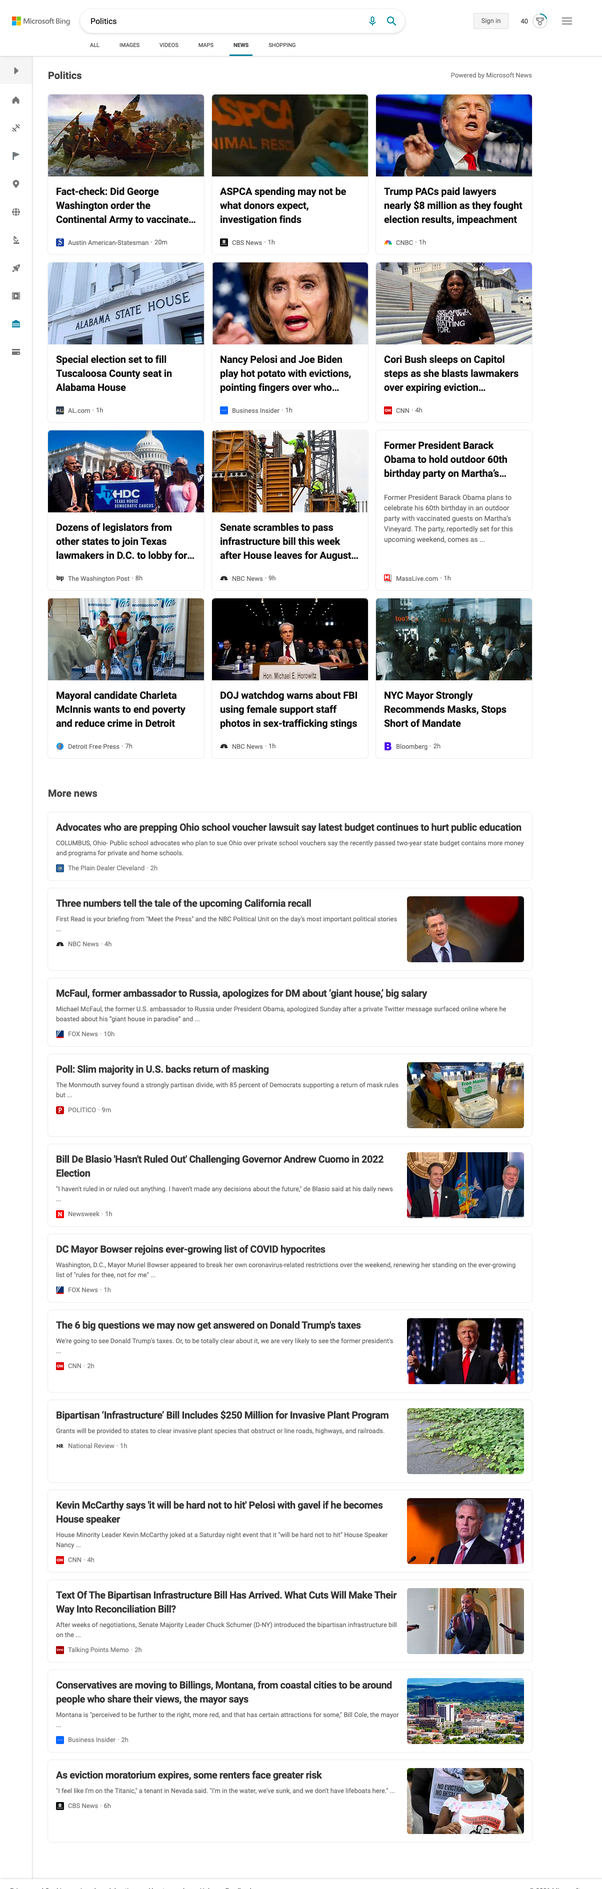 Microsoft Bing
Politics
Sign in
40
ALL IMAGES VIDEOS MAPS NEWS SHOPPING
Politics
Powered by Microsoft News
ASPCA
ANIMAL RESC
Fact-check: Did George
Washington order the
Continental Army to vaccinate...
Austin American-Statesman · 20m
ASPCA spending may not be
what donors expect,
investigation finds
CBS News · 1h
Trump PACs paid lawyers
nearly $8 million as they fought
election results, impeachment
CNBC · 1h
ALABAMA STATE HOUSE
Special election set to fill
Tuscaloosa County seat in
Alabama House
AL.com · 1h
Nancy Pelosi and Joe Biden
play hot potato with evictions,
pointing fingers over who...
Business Insider · 1h
Cori Bush sleeps on Capitol
steps as she blasts lawmakers
over expiring eviction...
CNN · 4h
HDC
Dozens of legislators from
other states to join Texas
lawmakers in D.C. to lobby for...
The Washington Post · 8h
Senate scrambles to pass
infrastructure bill this week
after House leaves for August...
NBC News · 9h
Former President Barack
Obama to hold outdoor 60th
birthday party on Martha's...
Former President Barack Obama plans to
celebrate his 60th birthday in an outdoor
party with vaccinated guests on Martha's
Vineyard. The party, reportedly set for this
upcoming weekend, comes as ...
MassLive.com · 1h
Mayoral candidate Charleta
McInnis wants to end poverty
and reduce crime in Detroit
Detroit Free Press · 7h
Hon. Michael E. Horowitz
DOJ watchdog warns about FBI
using female support staff
photos in sex-trafficking stings
NBC News · 1h
NYC Mayor Strongly
Recommends Masks, Stops
Short of Mandate
Bloomberg · 2h
More news
Advocates who are prepping Ohio school voucher lawsuit say latest budget continues to hurt public education
COLUMBUS, Ohio- Public school advocates who plan to sue Ohio over private school vouchers say the recently passed two-year state budget contains more money
and programs for private and home schools.
The Plain Dealer Cleveland · 2h
Three numbers tell the tale of the upcoming California recall
First Read is your briefing from "Meet the Press" and the NBC Political Unit on the day's most important political stories
...
NBC News · 4h
McFaul, former ambassador to Russia, apologizes for DM about 'giant house,' big salary
Michael McFaul, the former U.S. ambassador to Russia under President Obama, apologized Sunday after a private Twitter message surfaced online where he
boasted about his "giant house in paradise" and ...
FOX News · 10h
Poll: Slim majority in U.S. backs return of masking
The Monmouth survey found a strongly partisan divide, with 85 percent of Democrats supporting a return of mask rules
but ...
POLITICO · 9m
Free Masks
Bill De Blasio 'Hasn't Ruled Out' Challenging Governor Andrew Cuomo in 2022
Election
"I haven't ruled in or ruled out anything. I haven't made any decisions about the future," de Blasio said at his daily news
...
Newsweek · 1h
DC Mayor Bowser rejoins ever-growing list of COVID hypocrites
Washington, D.C., Mayor Muriel Bowser appeared to break her own coronavirus-related restrictions over the weekend, renewing her standing on the ever-growing
list of "rules for thee, not for me" ...
FOX News · 1h
The 6 big questions we may now get answered on Donald Trump's taxes
We're going to see Donald Trump's taxes. Or, to be totally clear about it, we are very likely to see the former president's
...
CNN · 2h
Bipartisan 'Infrastructure' Bill Includes $250 Million for Invasive Plant Program
Grants will be provided to states to clear invasive plant species that obstruct or line roads, highways, and railroads.
National Review · 1h
Kevin McCarthy says 'it will be hard not to hit' Pelosi with gavel if he becomes
House speaker
House Minority Leader Kevin McCarthy joked at a Saturday night event that it "will be hard not to hit" House Speaker
Nancy ...
CNN · 4h
Text Of The Bipartisan Infrastructure Bill Has Arrived. What Cuts Will Make Their
Way Into Reconciliation Bill?
After weeks of negotiations, Senate Majority Leader Chuck Schumer (D-NY) introduced the bipartisan infrastructure bill
on the ...
Talking Points Memo · 2h
Conservatives are moving to Billings, Montana, from coastal cities to be around
people who share their views, the mayor says
Montana is "perceived to be further to the right, more red, and that has certain attractions for some," Bill Cole, the mayor
...
Business Insider · 2h
As eviction moratorium expires, some renters face greater risk
"I feel like I'm on the Titanic," a tenant in Nevada said. "I'm in the water, we've sunk, and we don't have lifeboats here." ...
CBS News · 6h